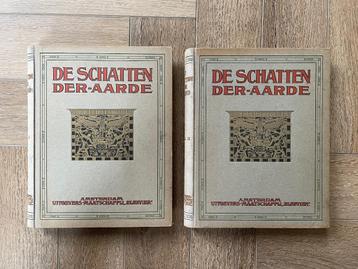 DE SCHATTEN
DER-AARDE
AMSTERDAM
UITGEVERS-MAATSCHAPPIJ „ELSEVIER”
DE SCHATTEN
DER-AARDE
AMSTERDAM
UITGEVERS-MAATSCHAPPIJ „ELSEVIER”